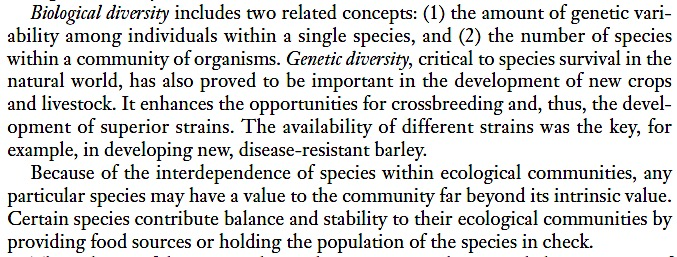 Biological diversity includes two related concepts: (1) the amount of genetic vari-
ability among individuals within a single species, and (2) the number of species
within a community of organisms. Genetic diversity, critical to species survival in the
natural world, has also proved to be important in the development of new crops
and livestock. It enhances the opportunities for crossbreeding and, thus, the devel-
opment of superior strains. The availability of different strains was the key, for
example, in developing new, disease-resistant barley.
Because of the interdependence of species within ecological communities, any
particular species may have a value to the community far beyond its intrinsic value.
Certain species contribute balance and stability to their ecological communities by
providing food sources or holding the population of the species in check.